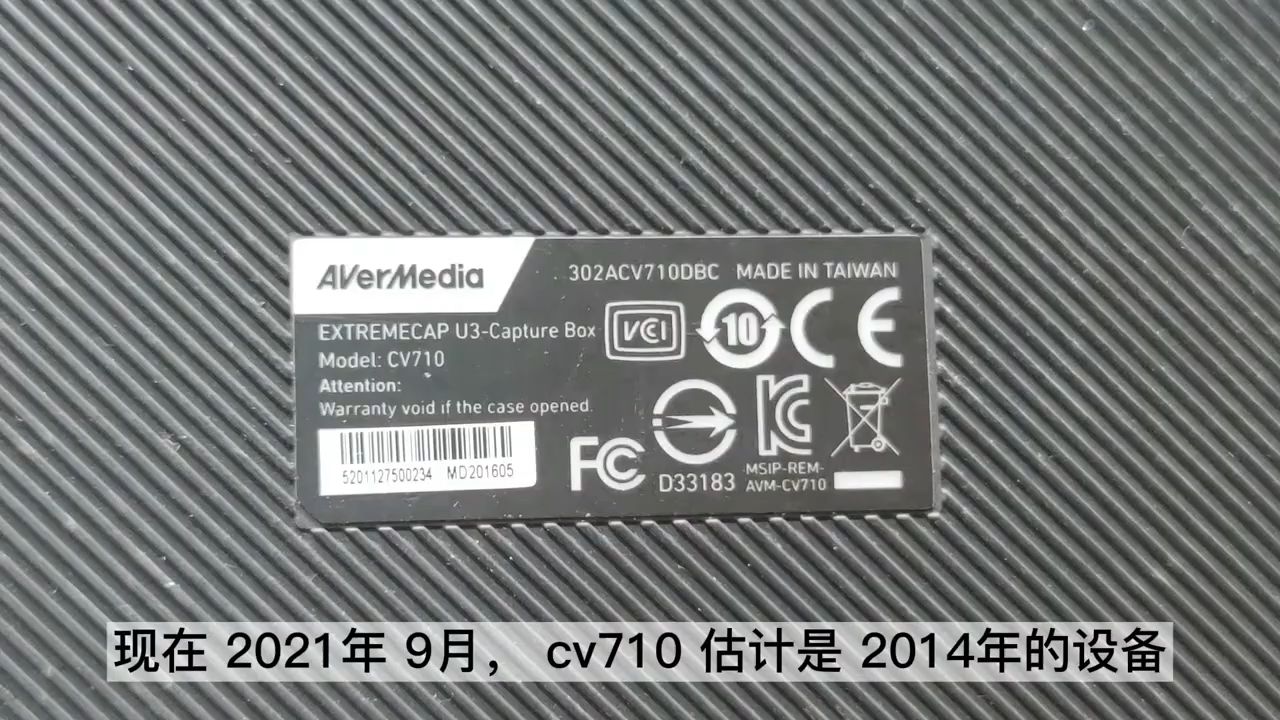 AVerMedia
302ACV710DBC MADE IN TAIWAN
EXTREMECAP U3-Capture Box
Model: CV710
Attention:
Warranty void if the case opened.
VCI
10
CE
5201127500234 MD201605
FC
D33183
KC
MSIP-REM-
AVM-CV710
现在 2021年 9月， cv710 估计是 2014年的设备